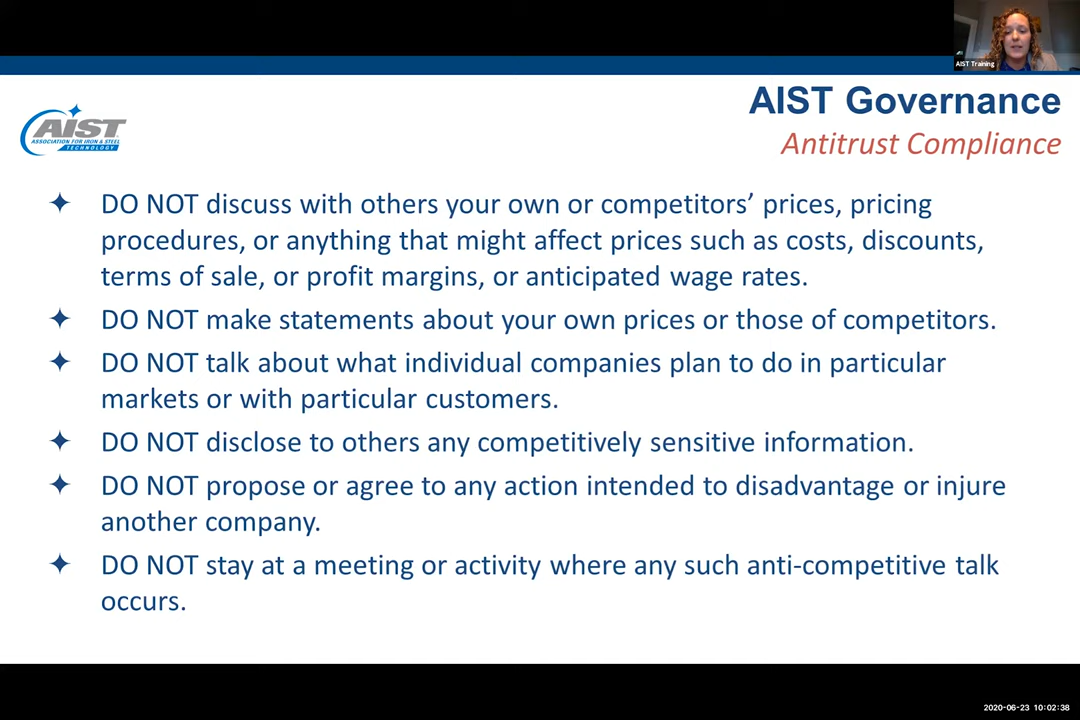 AIST Training
AIST Governance
Antitrust Compliance
AIST
ASSOCIATION FOR IRON & STEEL
TECHNOLOGY
✦ DO NOT discuss with others your own or competitors’ prices, pricing
procedures, or anything that might affect prices such as costs, discounts,
terms of sale, or profit margins, or anticipated wage rates.
✦ DO NOT make statements about your own prices or those of competitors.
✦ DO NOT talk about what individual companies plan to do in particular
markets or with particular customers.
✦ DO NOT disclose to others any competitively sensitive information.
✦ DO NOT propose or agree to any action intended to disadvantage or injure
another company.
✦ DO NOT stay at a meeting or activity where any such anti-competitive talk
occurs.
2020-06-23 10:02:38